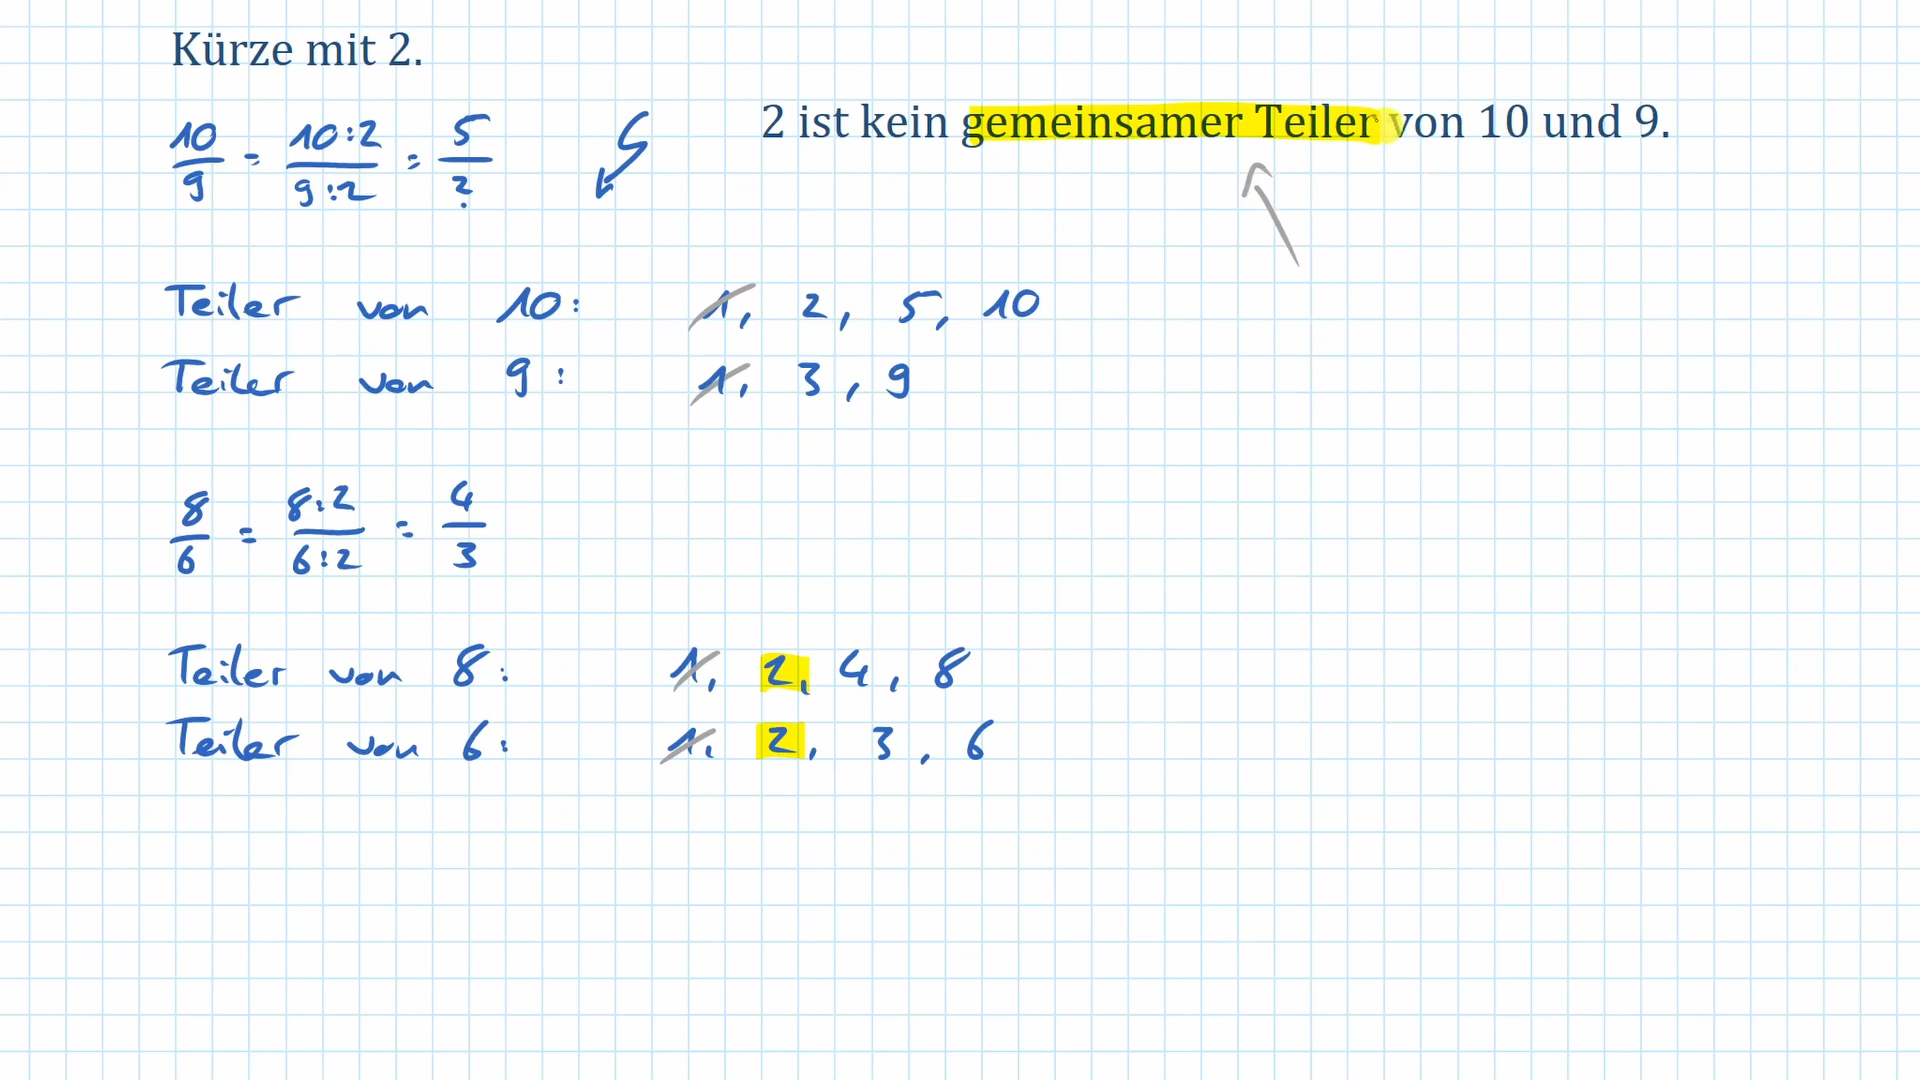 Kürze mit 2.
2 ist kein gemeinsamer Teiler von 10 und 9.
10/9 = 10:2/9:2 = 5/?
Teiler von 10: 1, 2, 5, 10
Teiler von 9: 1, 3, 9
8/6 = 8:2/6:2 = 4/3
Teiler von 8: 1, 2, 4, 8
Teiler von 6: 1, 2, 3, 6